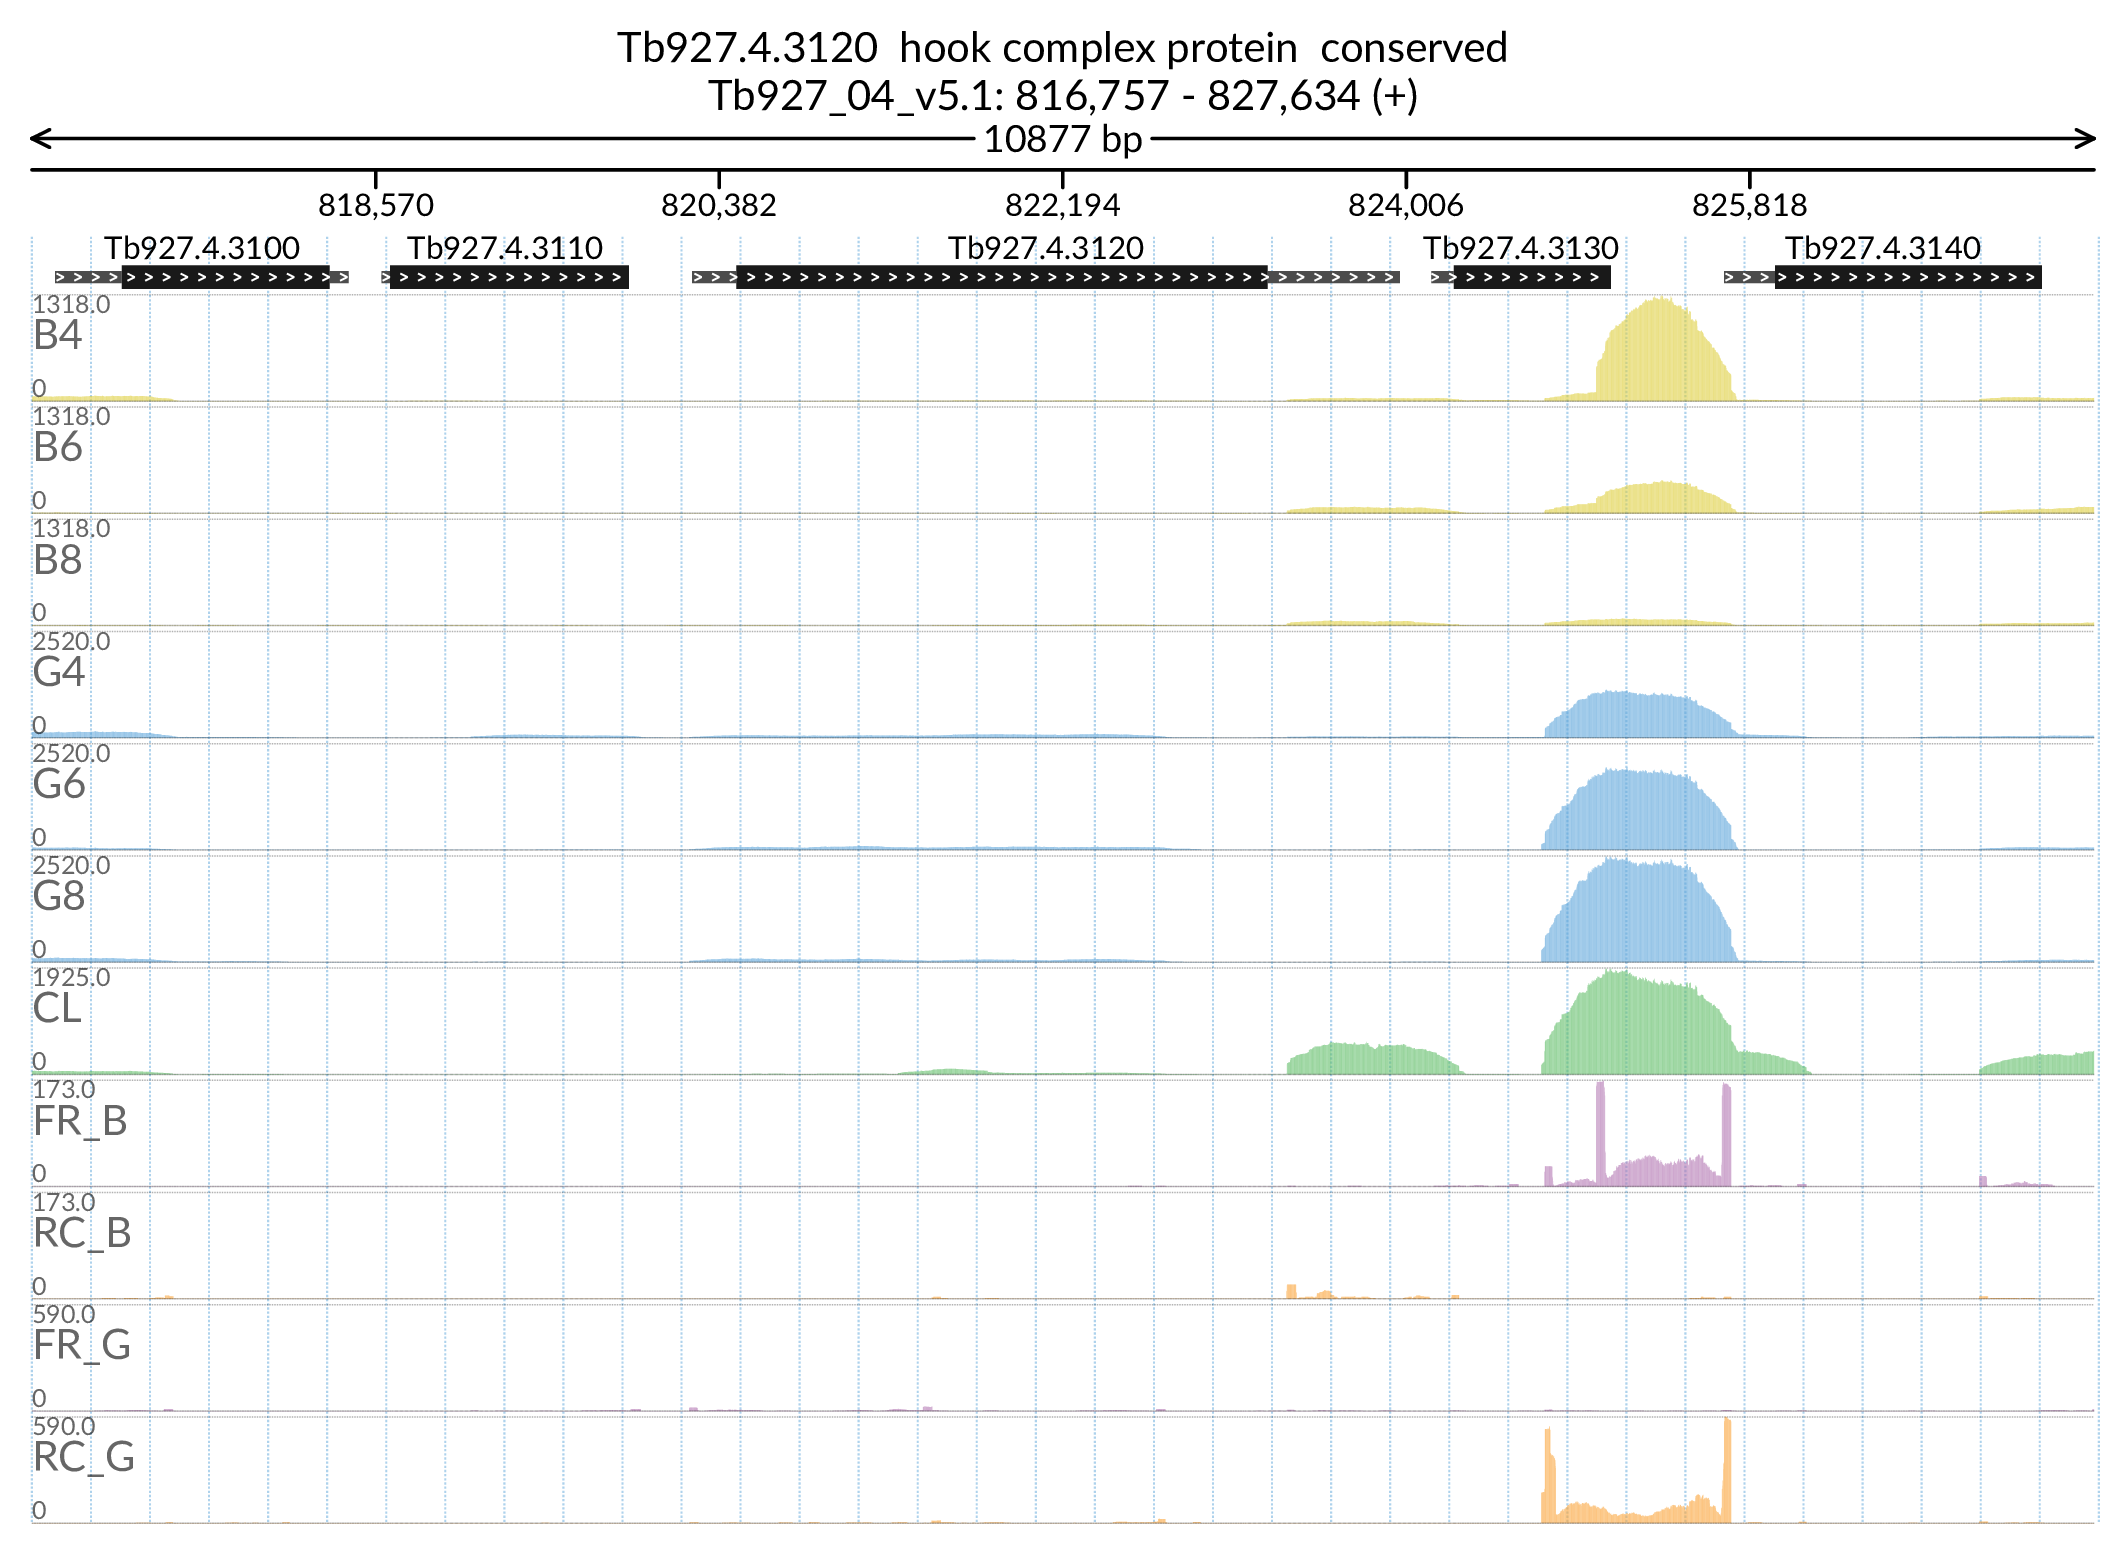 Tb927.4.3120 hook complex protein conserved
Tb927_04_v5.1: 816,757 - 827,634 (+)
10877 bp
818,570 820,382 822,194 824,006 825,818
Tb927.4.3100 Tb927.4.3110 Tb927.4.3120 Tb927.4.3130 Tb927.4.3140
1318.0
B4
0
1318.0
B6
0
1318.0
B8
0
2520.0
G4
0
2520.0
G6
0
2520.0
G8
0
1925.0
CL
0
173.0
FR_B
0
173.0
RC_B
0
590.0
FR_G
0
590.0
RC_G
0